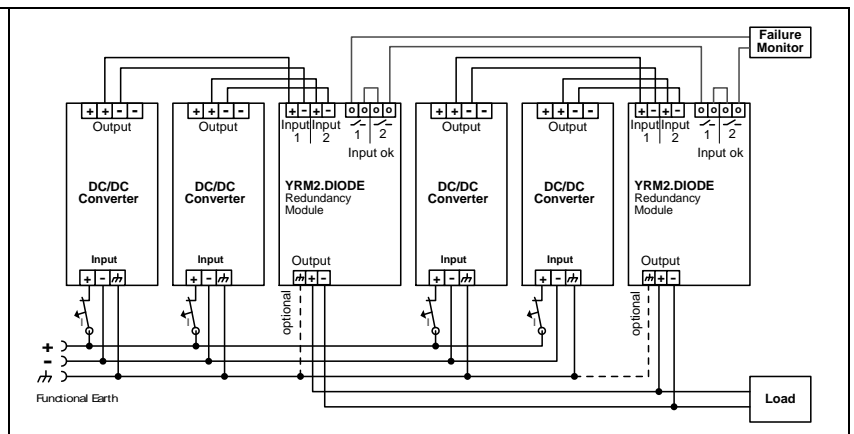 Failure
Monitor
+ + - -
Output
DC/DC
Converter
Input
+ -
+ + - -
Output
DC/DC
Converter
Input
+ -
+ - + -
Input Input
1 2
1 2
Input ok
YRM2.DIODE
Redundancy
Module
Output
+ -
optional
+ + - -
Output
DC/DC
Converter
Input
+ -
+ + - -
Output
DC/DC
Converter
Input
+ -
+ - + -
Input Input
1 2
1 2
Input ok
YRM2.DIODE
Redundancy
Module
Output
+ -
optional
I
I
I
I
+
-
Functional Earth
Load